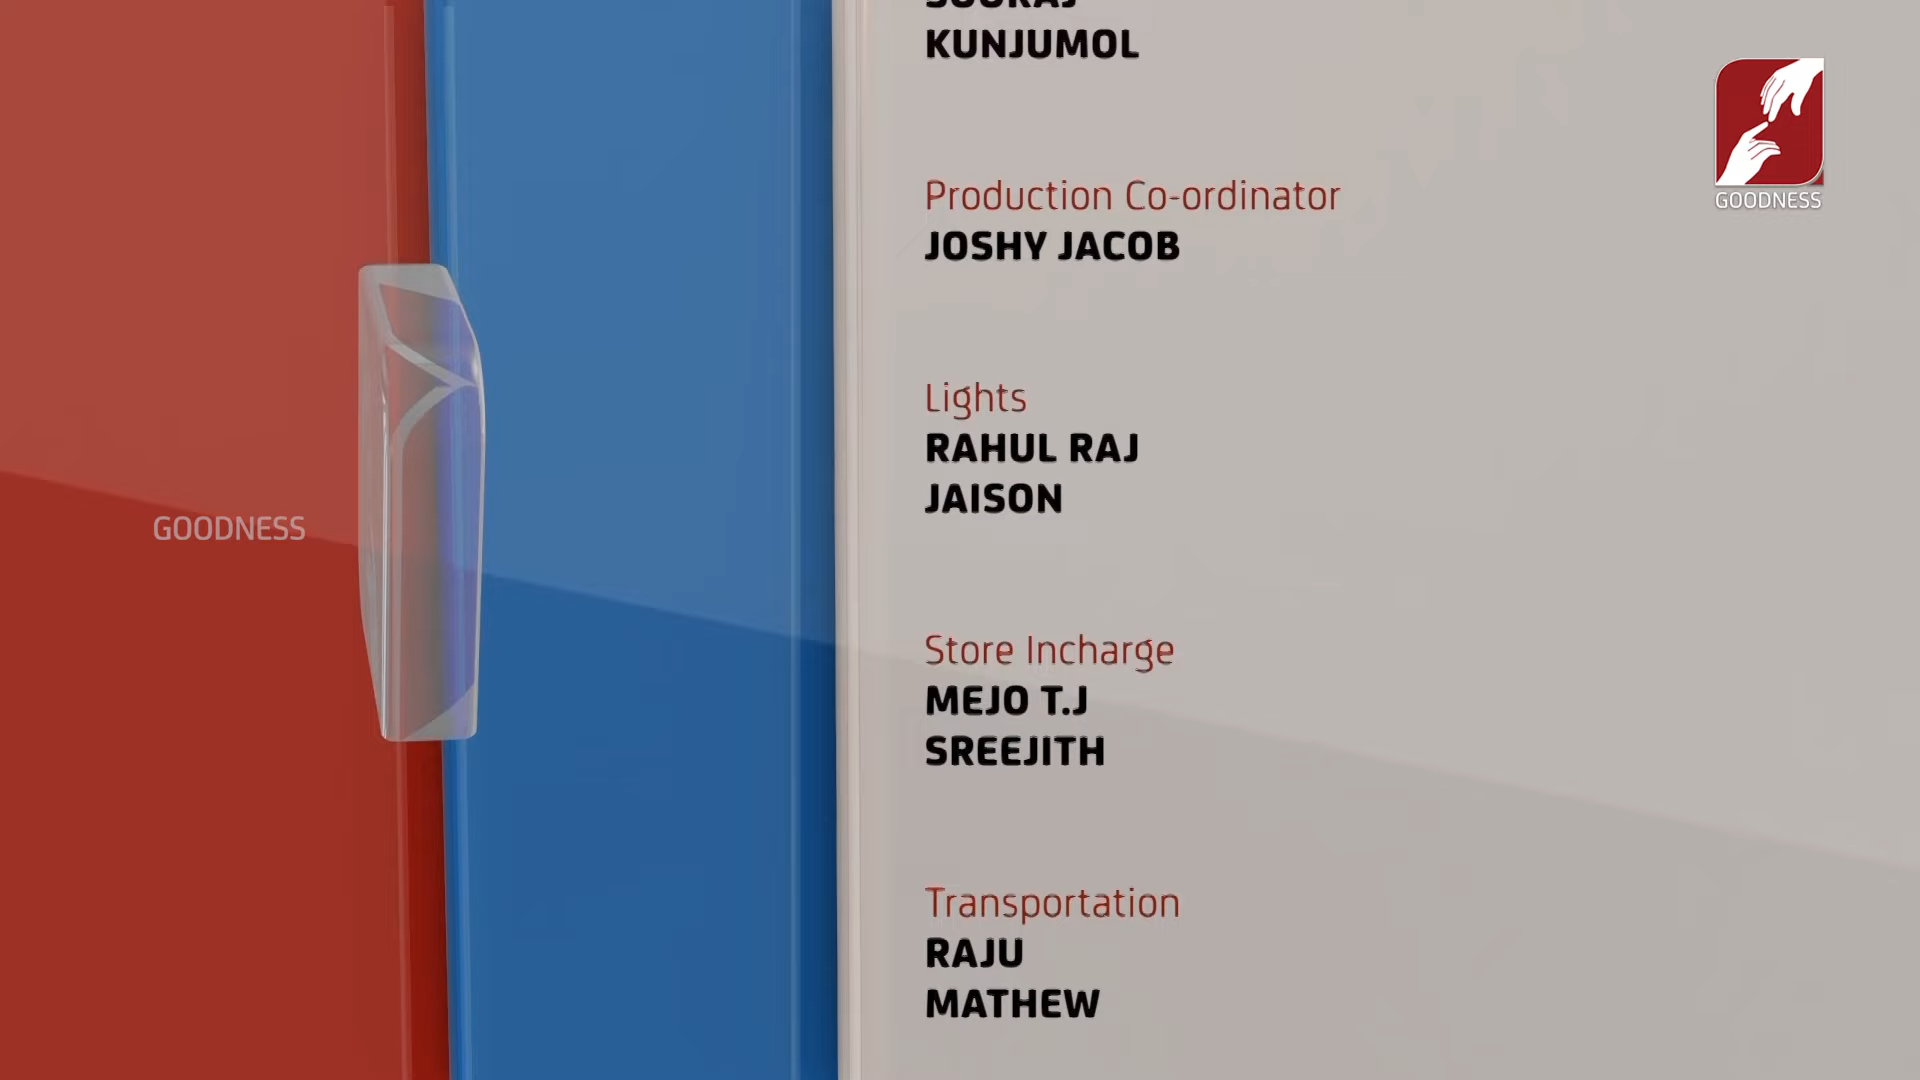 SOORAJ
KUNJUMOL
Production Co-ordinator
JOSHY JACOB
Lights
RAHUL RAJ
JAISON
Store Incharge
MEJO T.J
SREEJITH
Transportation
RAJU
MATHEW
GOODNESS
GOODNESS